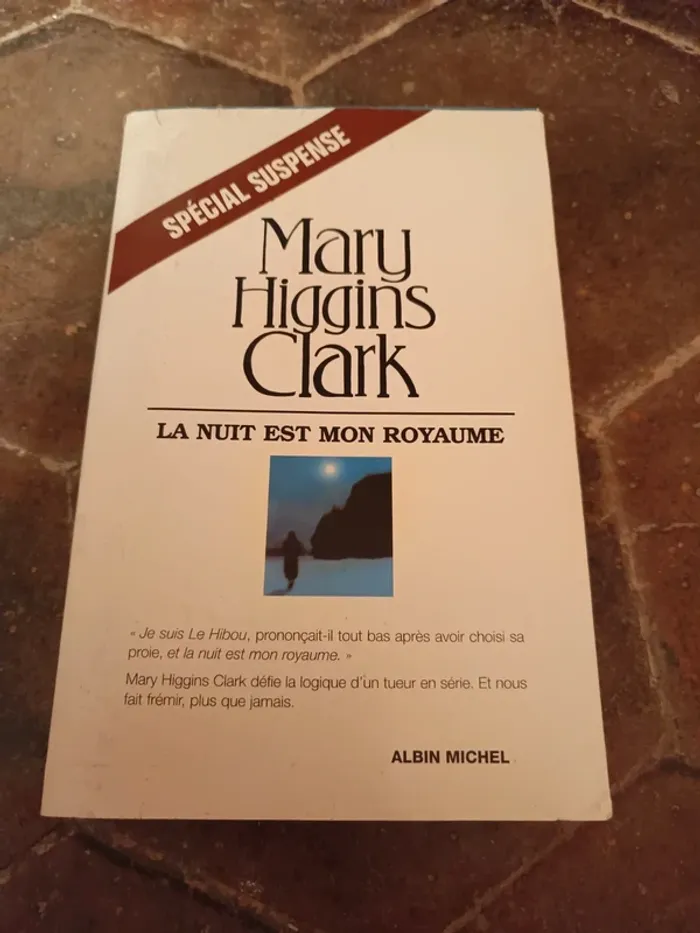 SPÉCIAL SUSPENSE
Mary
Higgins
Clark
LA NUIT EST MON ROYAUME
« Je suis Le Hibou, prononçait-il tout bas après avoir choisi sa
proie, et la nuit est mon royaume. »
Mary Higgins Clark défie la logique d'un tueur en série. Et nous
fait frémir, plus que jamais.
ALBIN MICHEL